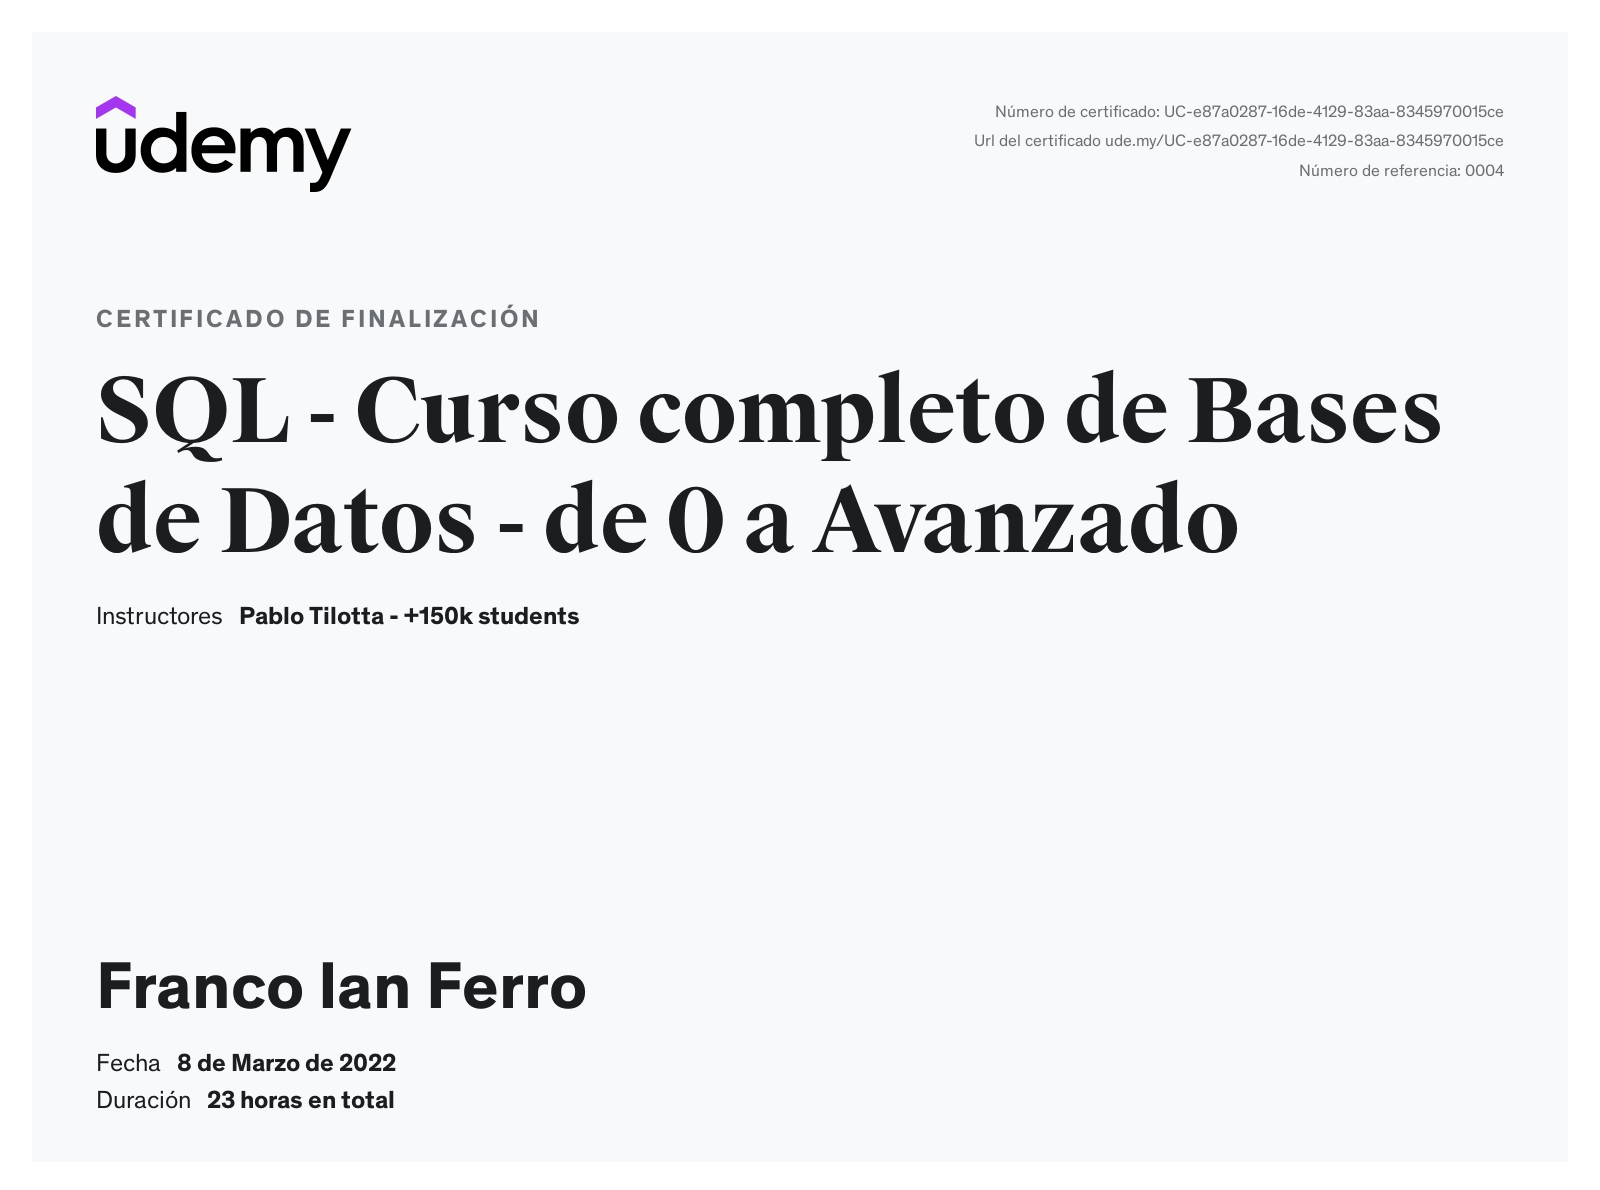 udemy
Número de certificado: UC-e87a0287-16de-4129-83aa-8345970015ce
Url del certificado ude.my/UC-e87a0287-16de-4129-83aa-8345970015ce
Número de referencia: 0004
CERTIFICADO DE FINALIZACIÓN
SQL - Curso completo de Bases
de Datos - de 0 a Avanzado
Instructores Pablo Tilotta - +150k students
Franco Ian Ferro
Fecha 8 de Marzo de 2022
Duración 23 horas en total